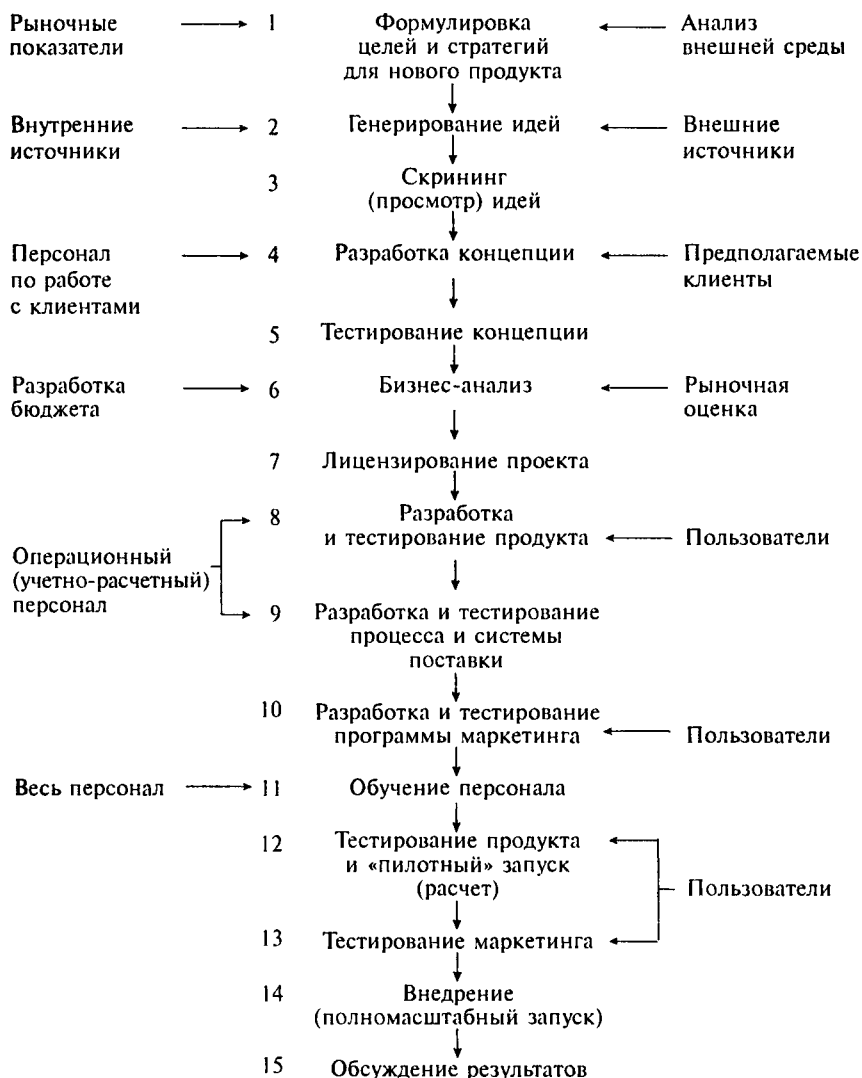 Рыночные
показатели
1
Формулировка
целей и стратегий
для нового продукта
Анализ
внешней среды
Внутренние
источники
2
Генерирование идей
Внешние
источники
3
Скрининг
(просмотр) идей
Персонал
по работе
с клиентами
4
Разработка концепции
Предполагаемые
клиенты
5
Тестирование концепции
Разработка
бюджета
6
Бизнес-анализ
Рыночная
оценка
7
Лицензирование проекта
Операционный
(учетно-расчетный)
персонал
8
Разработка
и тестирование продукта
Пользователи
9
Разработка и тестирование
процесса и системы
поставки
10
Разработка и тестирование
программы маркетинга
Пользователи
Весь персонал
11
Обучение персонала
12
Тестирование продукта
и «пилотный» запуск
(расчет)
Пользователи
13
Тестирование маркетинга
14
Внедрение
(полномасштабный запуск)
15
Обсуждение результатов